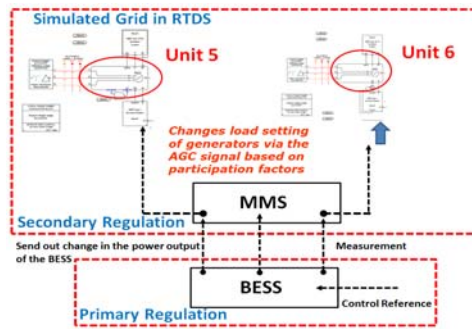 Simulated Grid in RTDS
Unit 5
Unit 6
Changes load setting
of generators via the
AGC signal based on
participation factors
MMS
Secondary Regulation
Send out change in the power output
of the BESS
Measurement
BESS
Control Reference
Primary Regulation